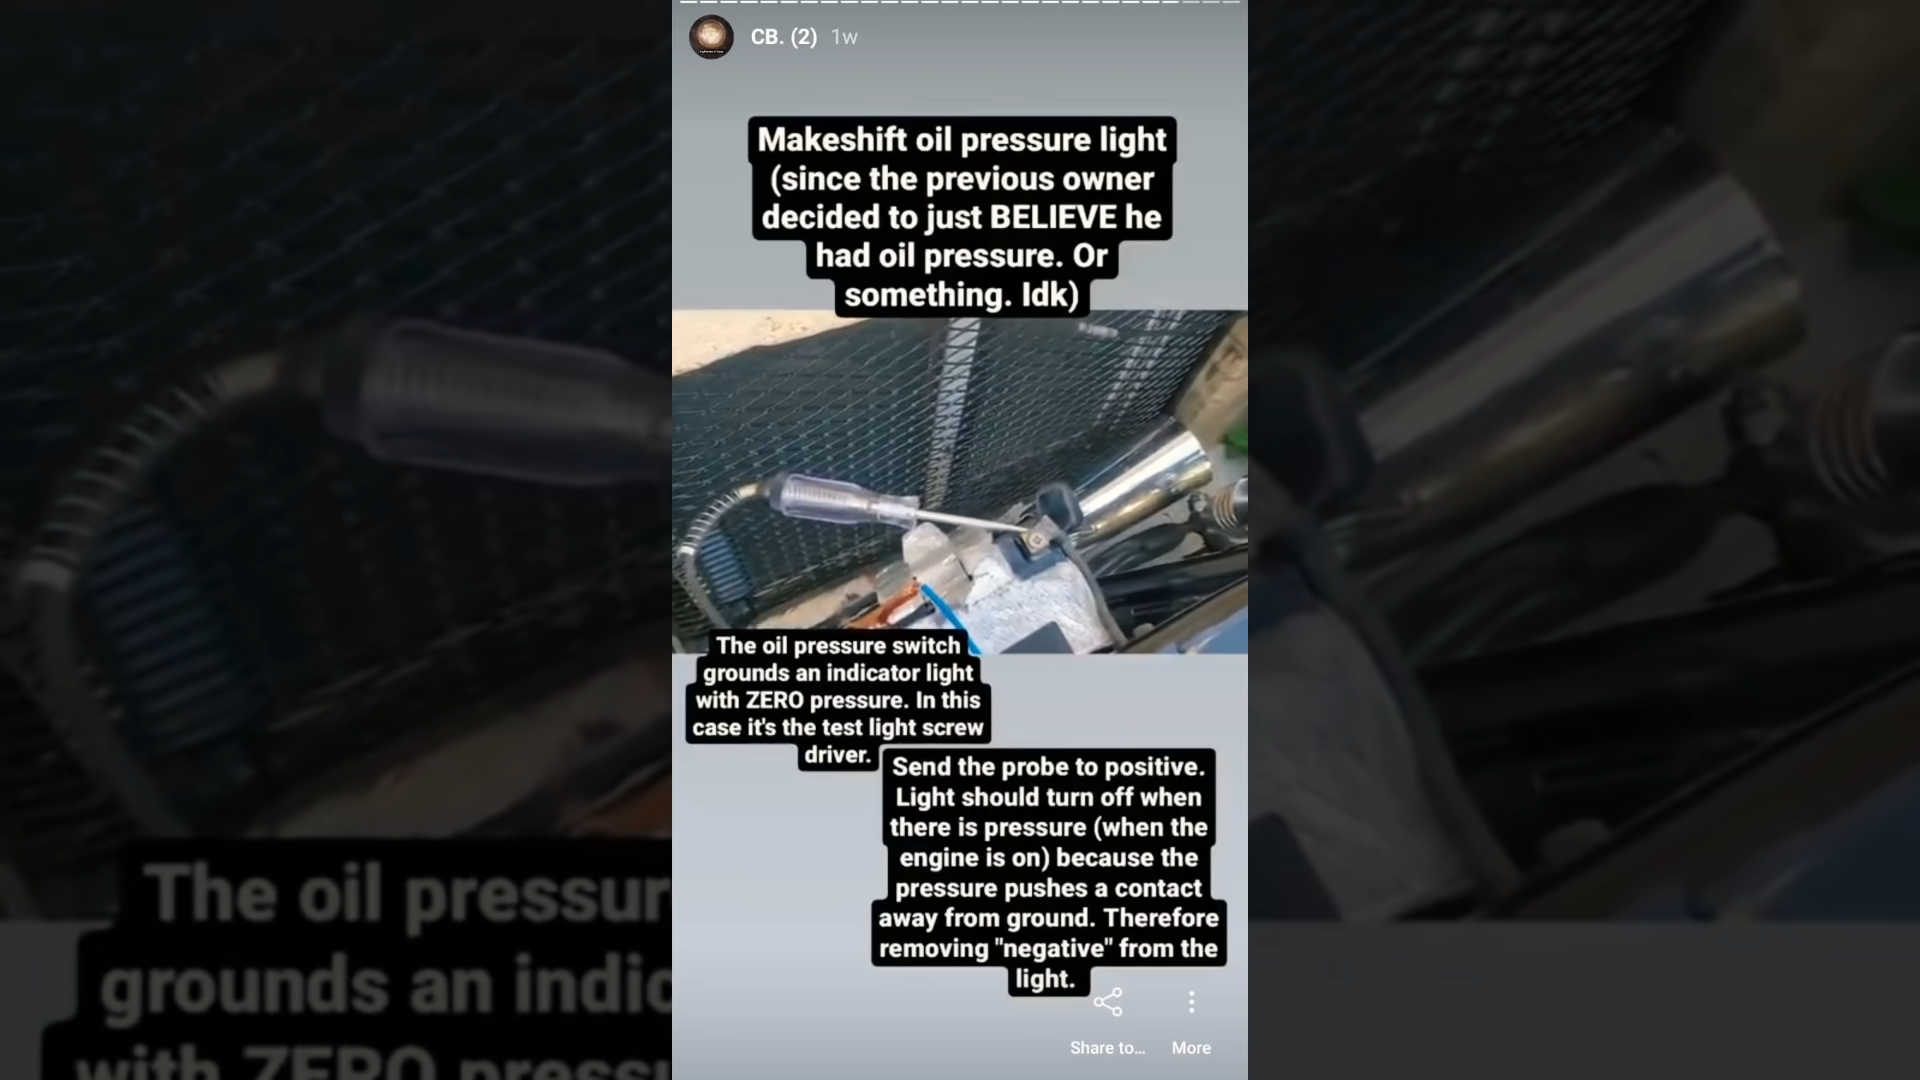 CB. (2) 1w
Makeshift oil pressure light
(since the previous owner
decided to just BELIEVE he
had oil pressure. Or
something. Idk)
The oil pressure switch
grounds an indicator light
with ZERO pressure. In this
case it's the test light screw
driver.
Send the probe to positive.
Light should turn off when
there is pressure (when the
engine is on) because the
pressure pushes a contact
away from ground. Therefore
removing "negative" from the
light.
Share to... More
The oil pressur
grounds an indic
with ZERO press